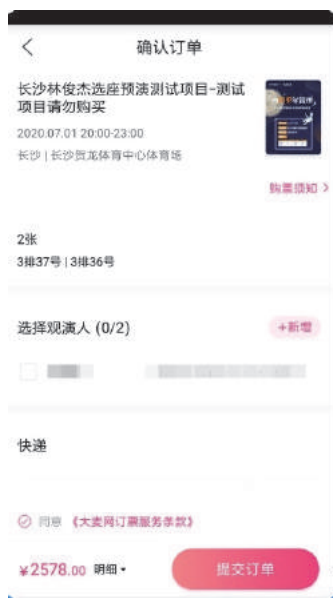 确认订单
长沙林俊杰选座预演测试项目-测试
项目请勿购买
2020.07.01 20:00-23:00
长沙 | 长沙贺龙体育中心体育场
购票须知 >
2张
3排37号 | 3排36号
选择观演人 (0/2)
+新增
快递
同意 《大麦网订票服务条款》
¥2578.00 明细
提交订单